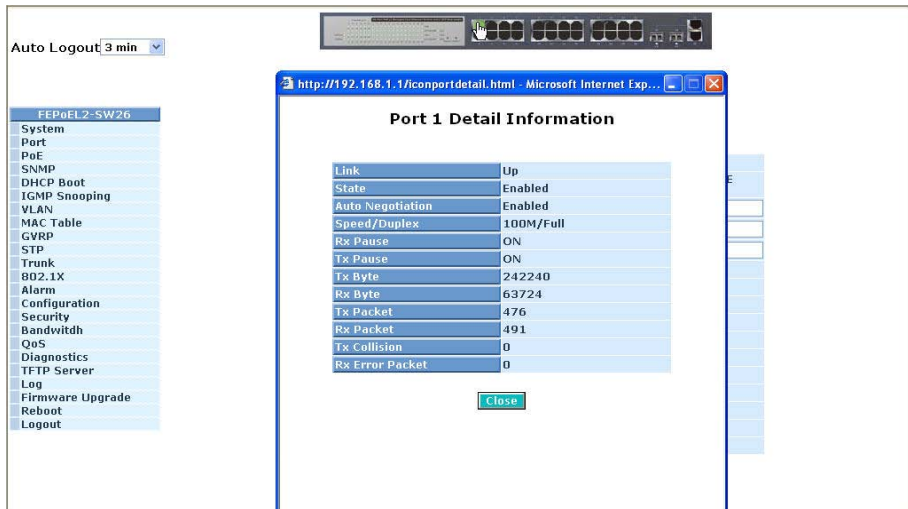 Auto Logout 3 min
FEPoEL2-SW26
System
Port
PoE
SNMP
DHCP Boot
IGMP Snooping
VLAN
MAC Table
GVRP
STP
Trunk
802.1X
Alarm
Configuration
Security
Bandwitdh
QoS
Diagnostics
TFTP Server
Log
Firmware Upgrade
Reboot
Logout
http://192.168.1.1/iconportdetail.html - Microsoft Internet Exp...
Port 1 Detail Information
Link Up
State Enabled
Auto Negotiation Enabled
Speed/Duplex 100M/Full
Rx Pause ON
Tx Pause ON
Tx Byte 242240
Rx Byte 63724
Tx Packet 476
Rx Packet 491
Tx Collision 0
Rx Error Packet 0
Close
E